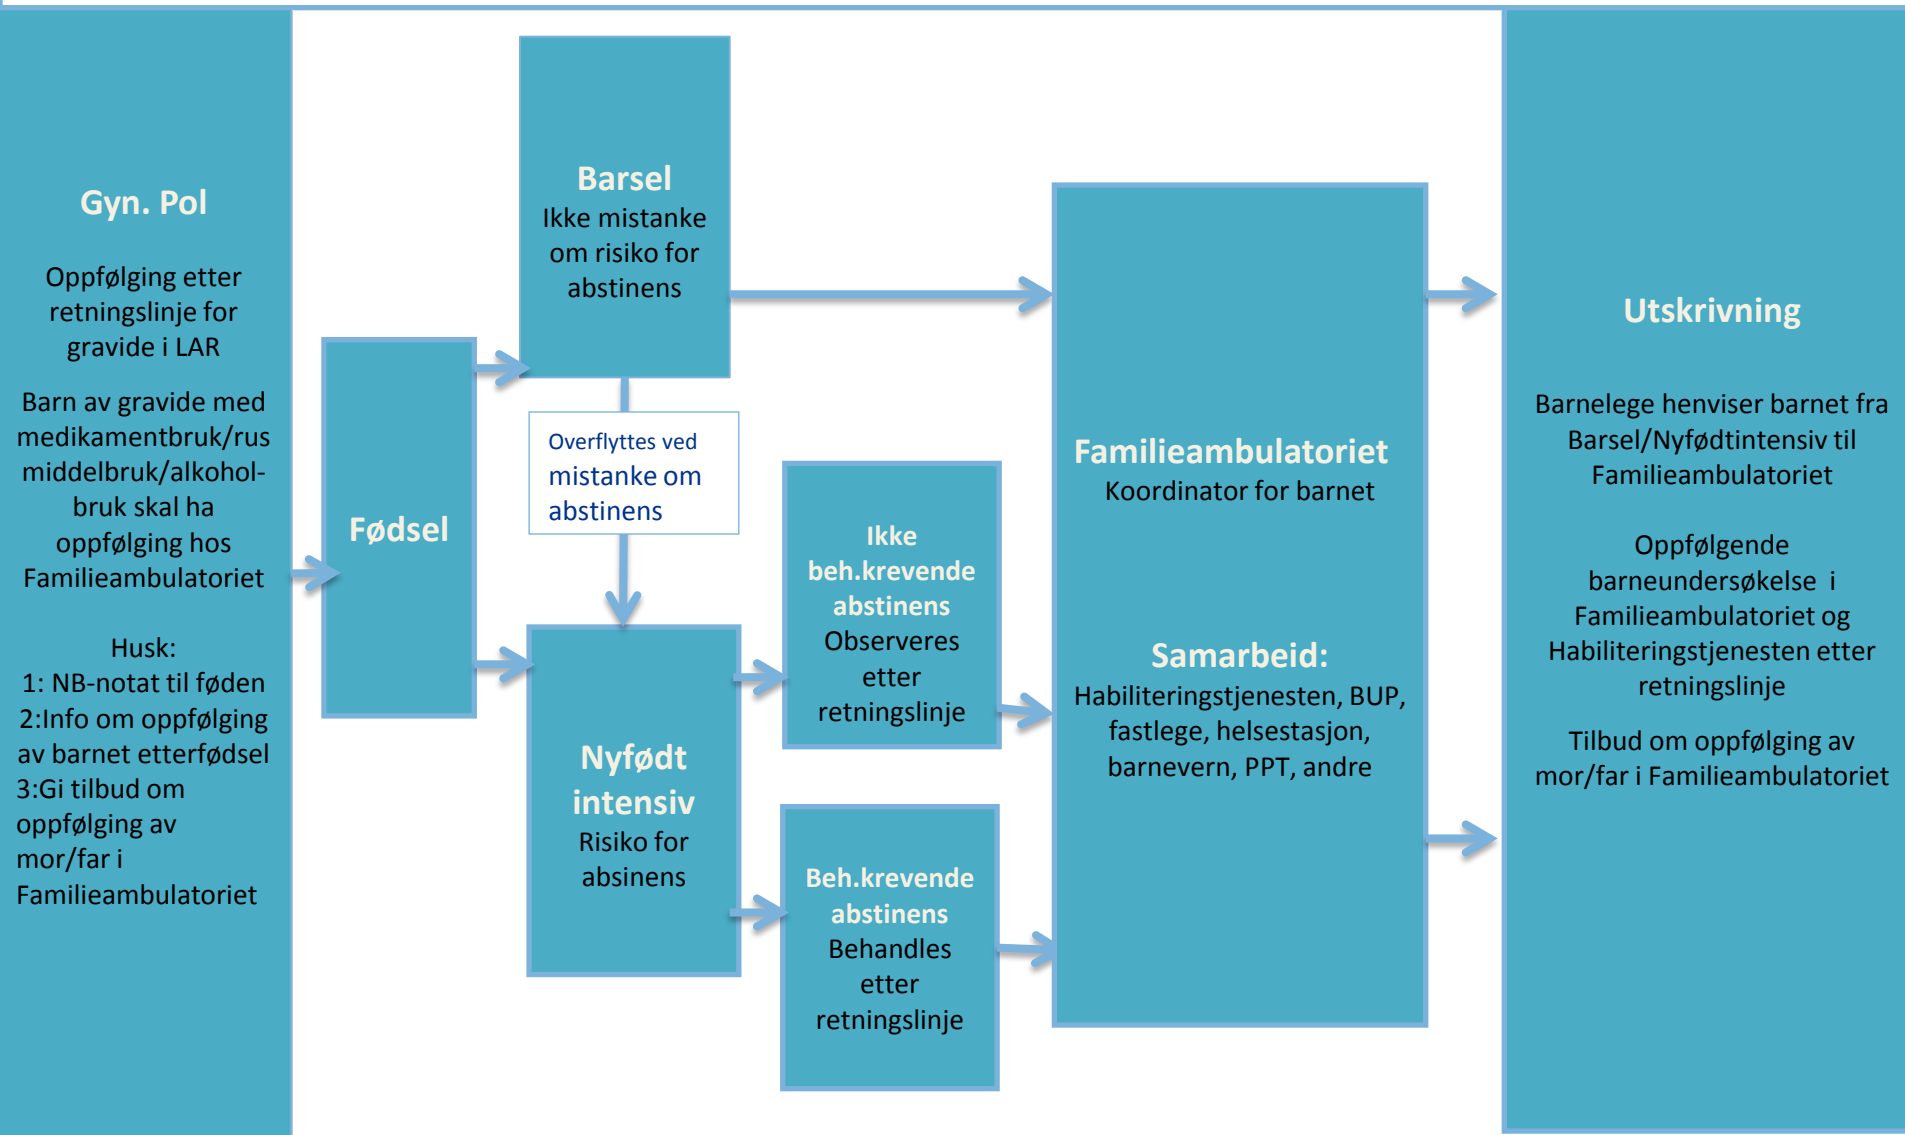 Gyn. Pol
Oppfølging etter
retningslinje for
gravide i LAR
Barn av gravide med
medikamentbruk/rus
middelbruk/alkohol-
bruk skal ha
oppfølging hos
Familieambulatoriet
Husk:
1: NB-notat til føden
2:Info om oppfølging
av barnet etterfødsel
3:Gi tilbud om
oppfølging av
mor/far i
Familieambulatoriet
Fødsel
Barsel
Ikke mistanke
om risiko for
abstinens
Overflyttes ved
mistanke om
abstinens
Nyfødt
intensiv
Risiko for
absinens
Ikke
beh.krevende
abstinens
Observeres
etter
retningslinje
Beh.krevende
abstinens
Behandles
etter
retningslinje
Familieambulatoriet
Koordinator for barnet
Samarbeid:
Habiliteringstjenesten, BUP,
fastlege, helsestasjon,
barnevern, PPT, andre
Utskrivning
Barnelege henviser barnet fra
Barsel/Nyfødtintensiv til
Familieambulatoriet
Oppfølgende
barneundersøkelse i
Familieambulatoriet og
Habiliteringstjenesten etter
retningslinje
Tilbud om oppfølging av
mor/far i Familieambulatoriet